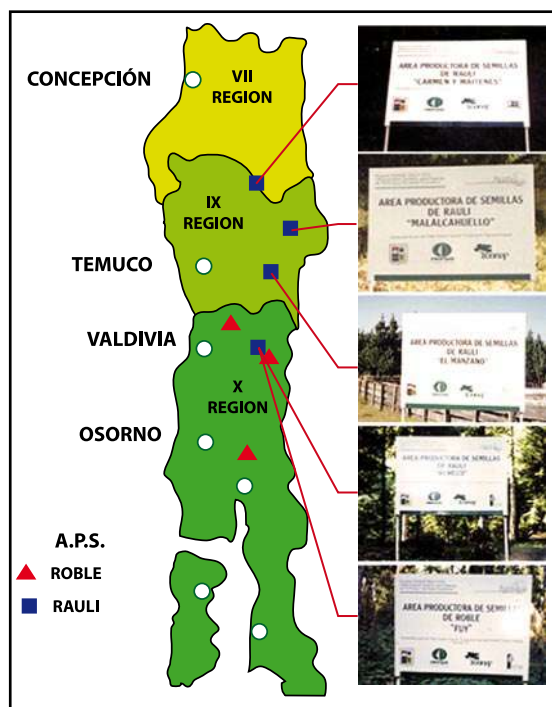 CONCEPCIÓN
VII
REGION
IX
REGION
TEMUCO
VALDIVIA
X
REGION
OSORNO
A.P.S.
ROBLE
RAULI
AREA PRODUCTORA DE SEMILLAS
DE RAULI
"CARMEN Y MAITENES"
AREA PRODUCTORA DE SEMILLAS
DE RAULI
"MALALCAHUELLO"
AREA PRODUCTORA DE SEMILLAS
DE RAULI
"EL MANZANO"
AREA PRODUCTORA DE SEMILLAS
DE RAULI
AREA PRODUCTORA DE SEMILLAS
DE ROBLE
"FUY"